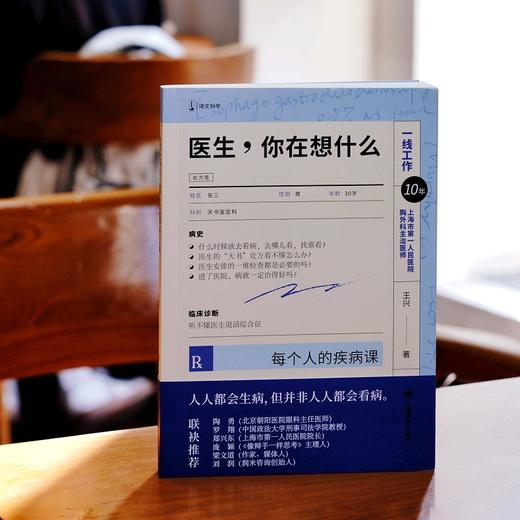 译文科学
Esophago gastroduodenoscopy
医生，你在想什么
处方笺
姓名 张三 性别 男 年龄 30岁
科别 天书鉴定科
病史
• 什么时候该去看病，去哪儿看，找谁看？
• 医生的“天书”处方看不懂怎么办？
• 医生安排的一堆检查都是必要的吗？
• 进了医院，病就一定治得好吗？
临床诊断
听不懂医生说话综合征
R
每个人的疾病课
一线工作
10年
上海市第一人民医院
胸外科主治医师
王兴 著
人人都会生病，但并非人人都会看病。
联袂推荐
陶 勇（北京朝阳医院眼科主任医师）
罗 翔（中国政法大学刑事司法学院教授）
郑兴东（上海市第一人民医院院长）
庞 颖（《像辩手一样思考》主理人）
梁文道（作家、媒体人）
刘 润（润米咨询创始人）